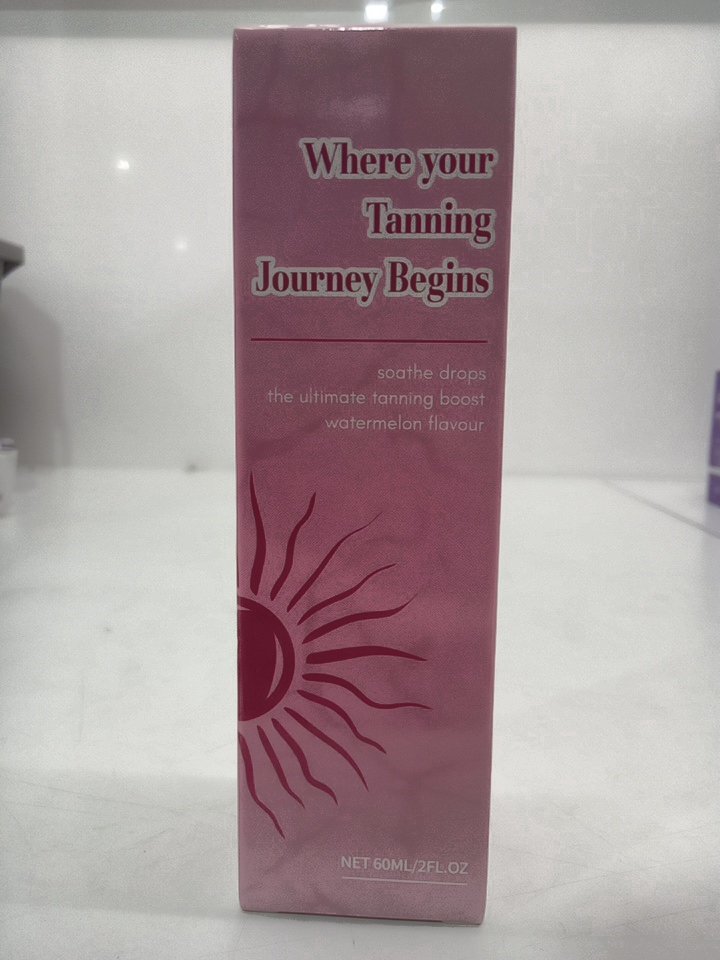 Where your
Tanning
Journey Begins
soathe drops
the ultimate tanning boost
watermelon flavour
NET 60ML/2FL.OZ